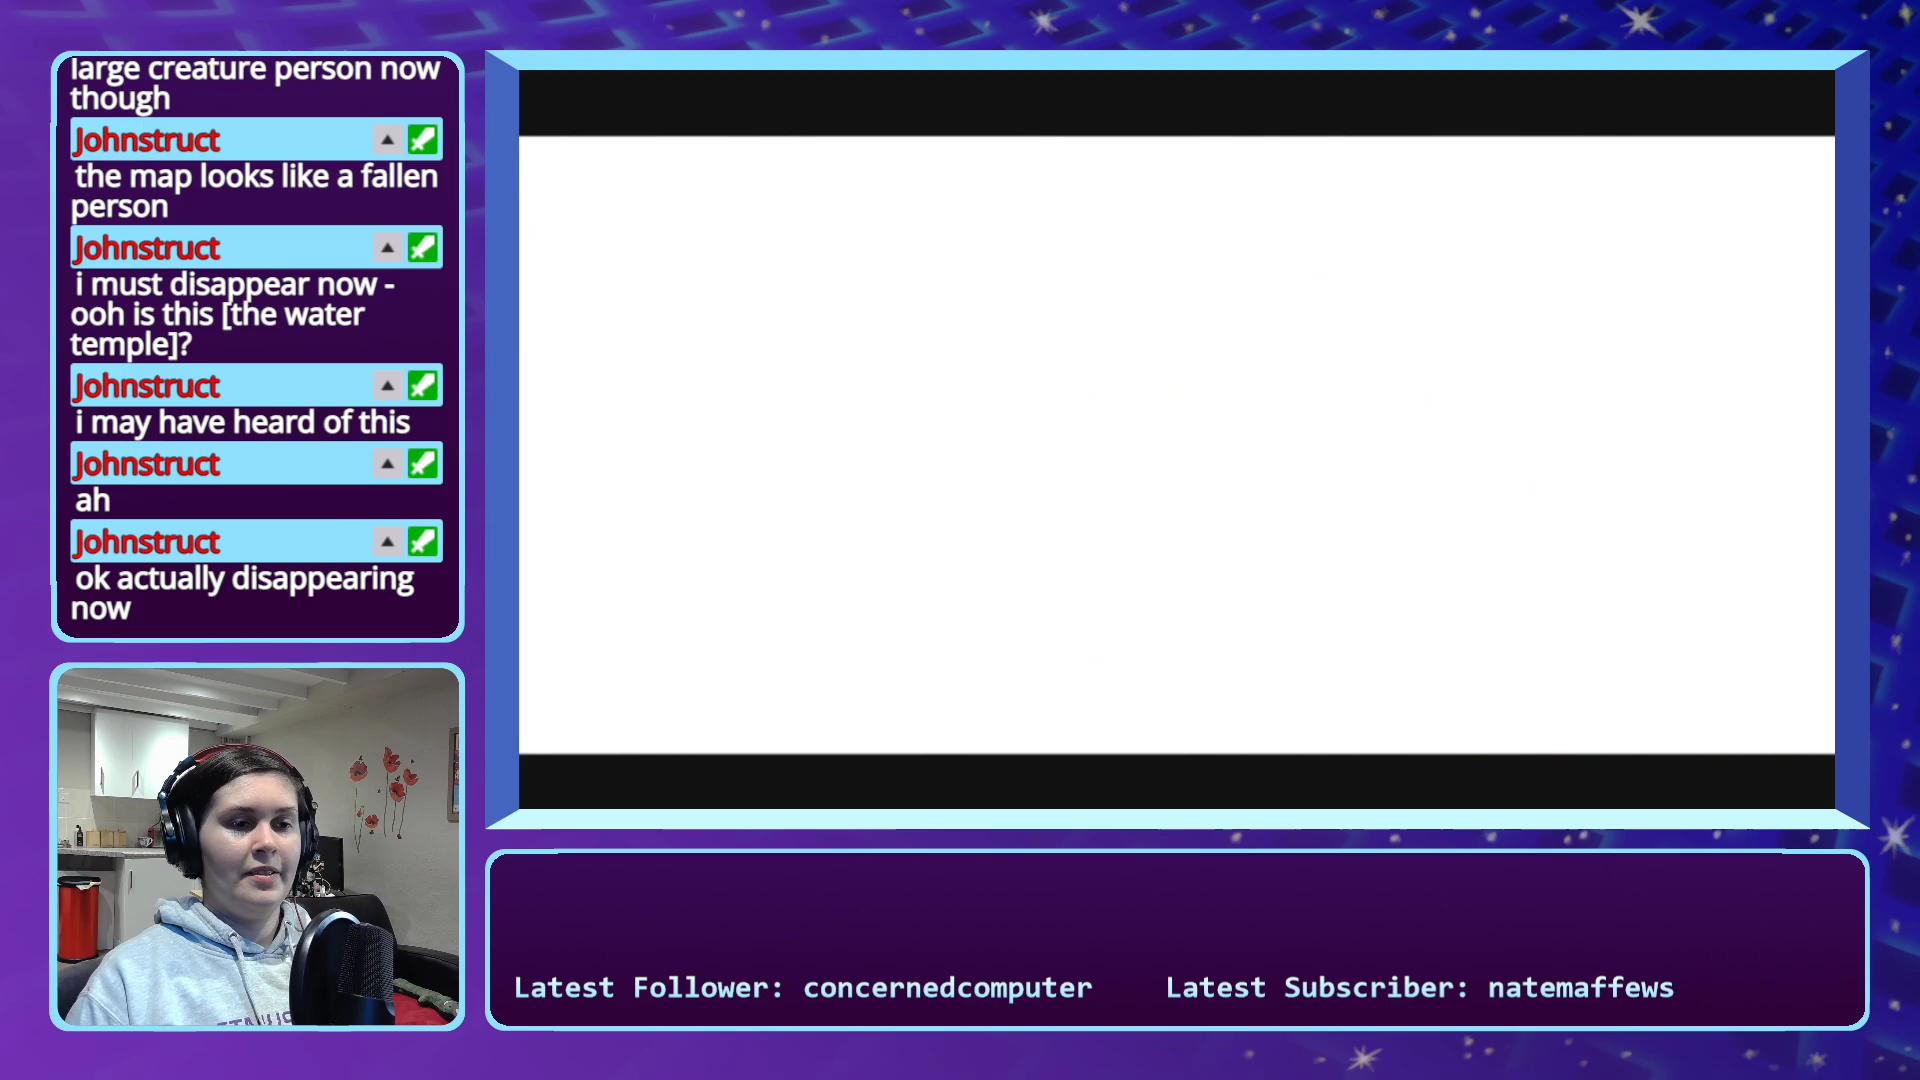 large creature person now
though
Johnstruct
the map looks like a fallen
person
Johnstruct
i must disappear now -
ooh is this [the water
temple]?
Johnstruct
i may have heard of this
Johnstruct
ah
Johnstruct
ok actually disappearing
now
Latest Follower: concernedcomputer
Latest Subscriber: natemaffews